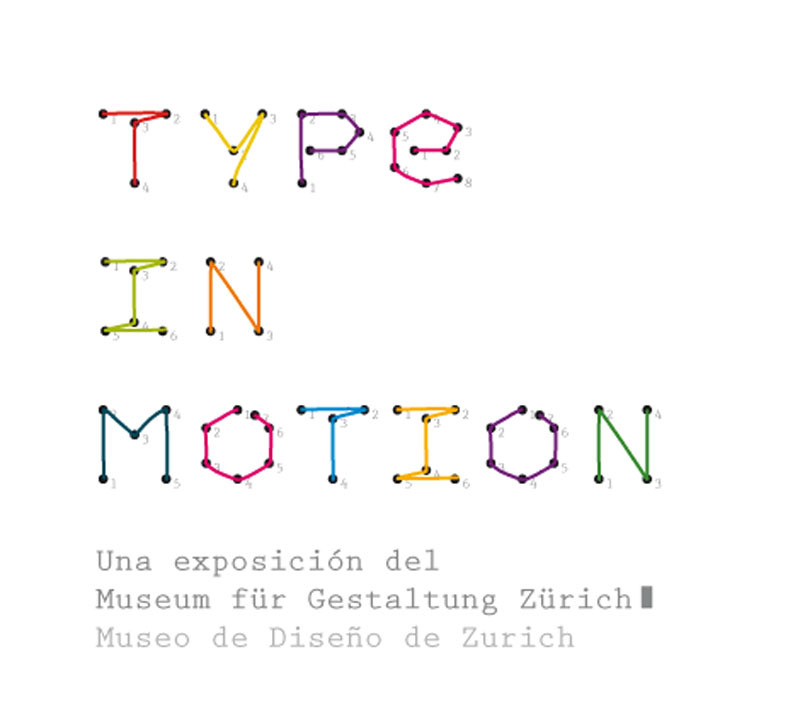 TYPe
IN
MOTION
Una exposición del
Museum für Gestaltung Zürich
Museo de Diseño de Zurich